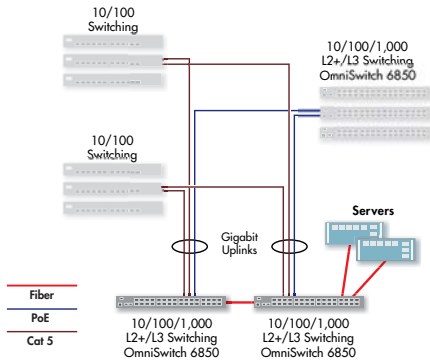 10/100
Switching
10/100/1,000
L2+/L3 Switching
OmniSwitch 6850
10/100
Switching
Servers
Gigabit
Uplinks
Fiber
PoE
Cat 5
10/100/1,000
L2+/L3 Switching
OmniSwitch 6850
10/100/1,000
L2+/L3 Switching
OmniSwitch 6850